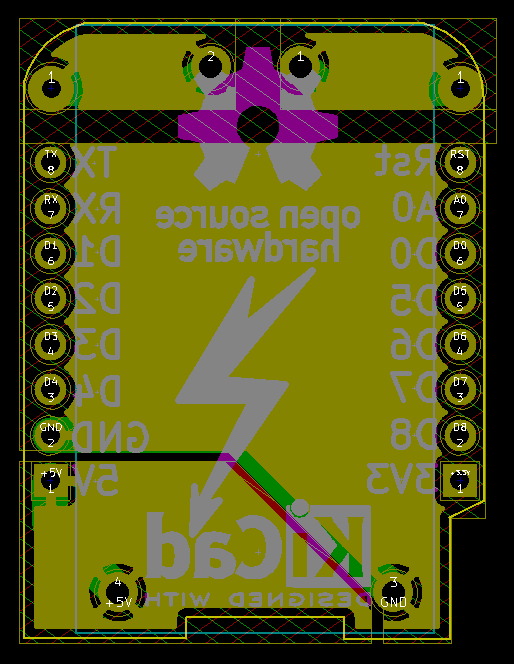 2 1
1 1
TX 8 TX Rst RST 8
RX 7 RX A0 A0 7
open source
D1 6 D1 D0 D0 6
hardware
D2 5 D2 D5 D5 5
D3 4 D3 D6 D6 4
D4 3 D4 D7 D7 3
GND 2 GND D8 D8 2
+5V 1 5V 3V3 +3.3V 1
KiCad
4 3
+5V GND
DESIGNED WITH